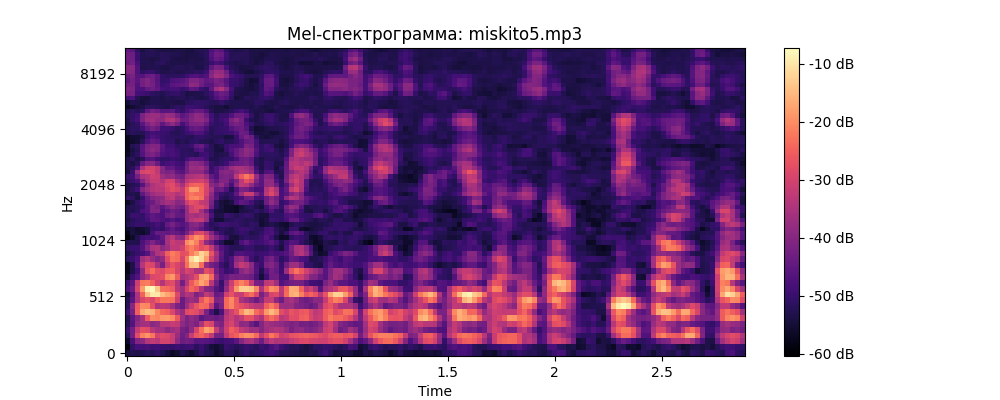 Mel-спектрограмма: miskito5.mp3
Hz
8192
4096
2048
1024
512
0
0 0.5 1 1.5 2 2.5
Time
-10 dB
-20 dB
-30 dB
-40 dB
-50 dB
-60 dB